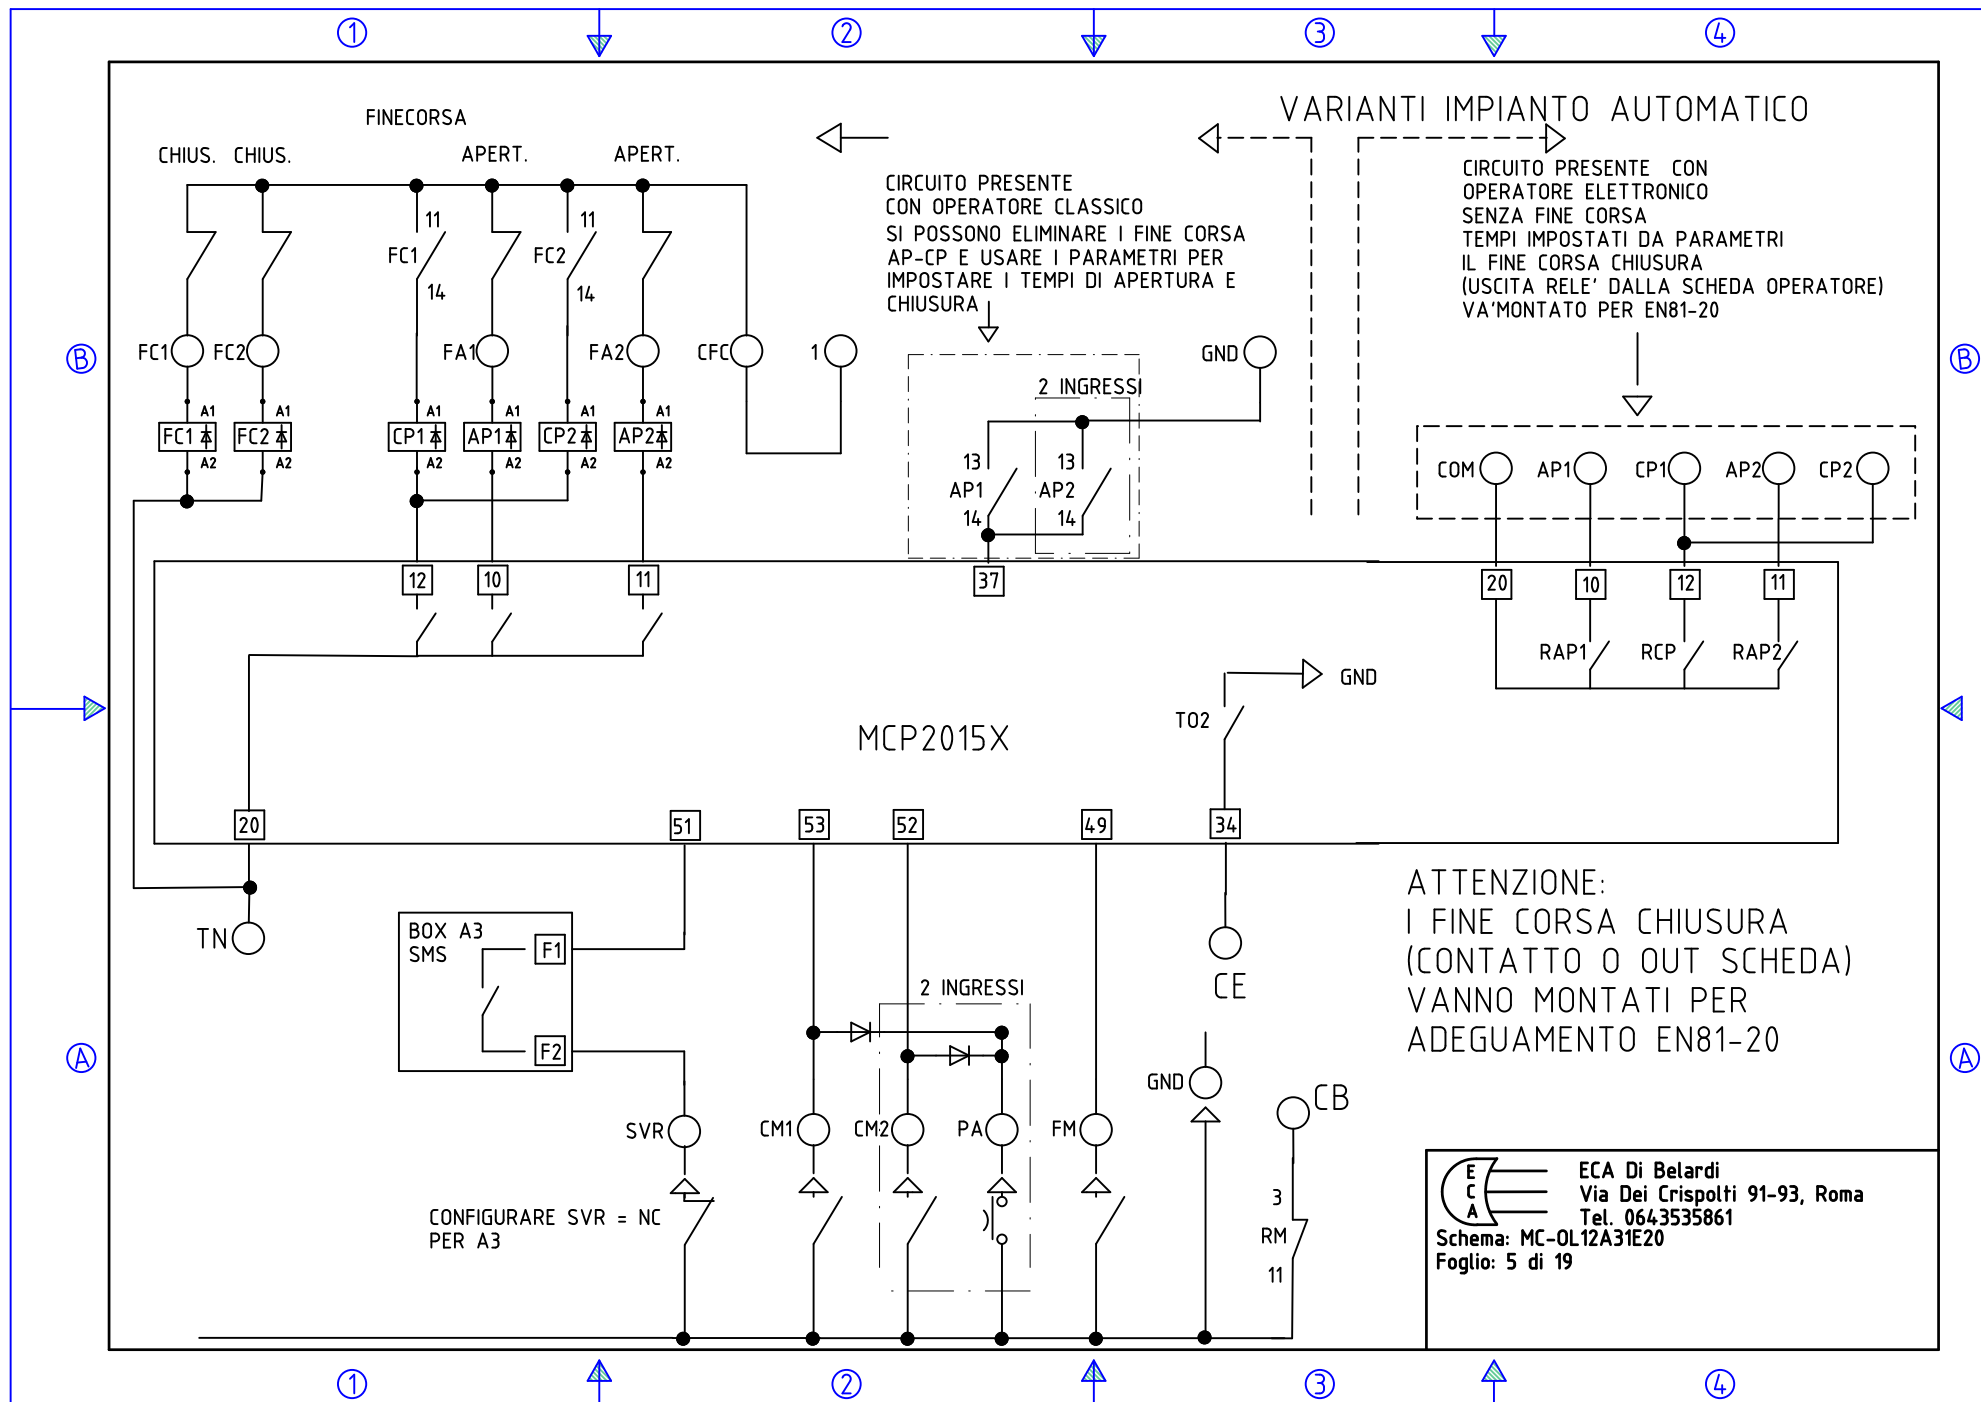 1
2
3
4
FINECORSA
CHIUS.
CHIUS.
APERT.
APERT.
VARIANTI IMPIANTO AUTOMATICO
CIRCUITO PRESENTE
CON OPERATORE CLASSICO
SI POSSONO ELIMINARE I FINE CORSA
AP-CP E USARE I PARAMETRI PER
IMPOSTARE I TEMPI DI APERTURA E
CHIUSURA
CIRCUITO PRESENTE CON
OPERATORE ELETTRONICO
SENZA FINE CORSA
TEMPI IMPOSTATI DA PARAMETRI
IL FINE CORSA CHIUSURA
(USCITA RELE' DALLA SCHEDA OPERATORE)
VA'MONTATO PER EN81-20
11
FC1
14
11
FC2
14
B
FC1
FC2
FA1
FA2
CFC
1
GND
B
2 INGRESSI
A1
A1
A1
A1
A1
A1
FC1
FC2
CP1
AP1
CP2
AP2
A2
A2
A2
A2
A2
A2
13
AP1
14
13
AP2
14
COM
AP1
CP1
AP2
CP2
12
10
11
37
20
10
12
11
RAP1
RCP
RAP2
GND
TO2
MCP2015X
20
51
53
52
49
34
TN
BOX A3
SMS
F1
F2
CE
2 INGRESSI
ATTENZIONE:
I FINE CORSA CHIUSURA
(CONTATTO O OUT SCHEDA)
VANNO MONTATI PER
ADEGUAMENTO EN81-20
A
A
SVR
CM1
CM2
PA
FM
GND
CB
CONFIGURARE SVR = NC
PER A3
3
RM
11
E
C
A
ECA Di Belardi
Via Dei Crispolti 91-93, Roma
Tel. 0643535861
Schema: MC-OL12A31E20
Foglio: 5 di 19
1
2
3
4